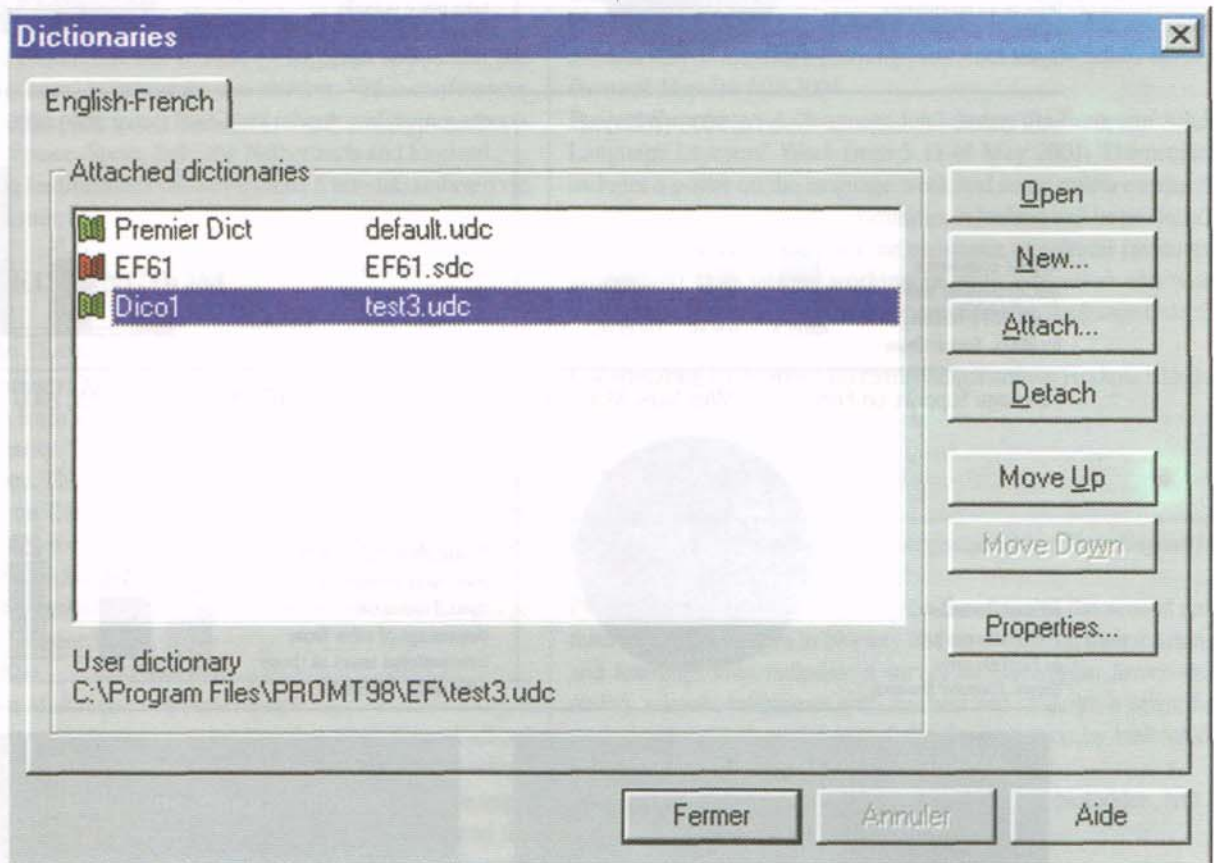 Dictionaries
English-French
Attached dictionaries
Premier Dict default.udc
EF61 EF61.sdc
Dico1 test3.udc
Open
New...
Attach...
Detach
Move Up
Move Down
Properties...
User dictionary
C:\Program Files\PROMT98\EF\test3.udc
Fermer Annuler Aide